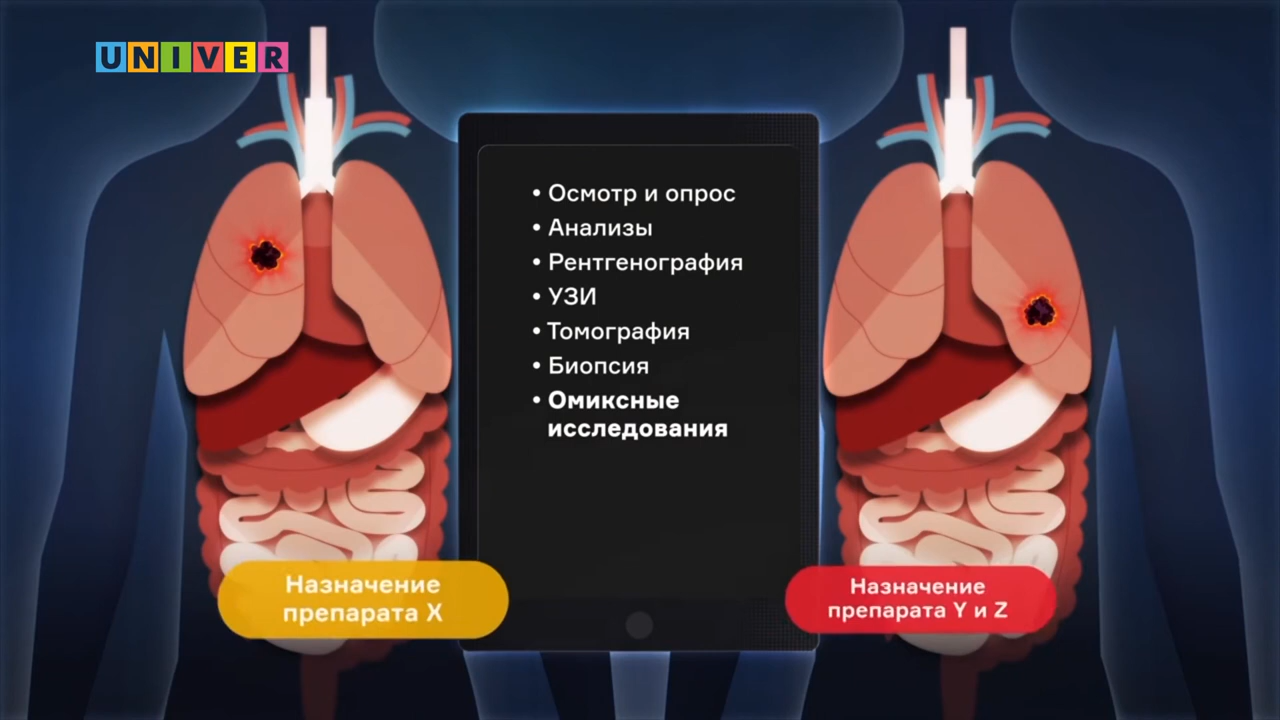 UNIVER
• Осмотр и опрос
• Анализы
• Рентгенография
• УЗИ
• Томография
• Биопсия
• Омиксные
исследования
Назначение
препарата X
Назначение
препарата Y и Z